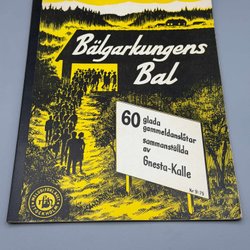 Bälgarkungens
Bal
60 glada
gammeldanslåtar
sammanställda
av
Gnesta-Kalle